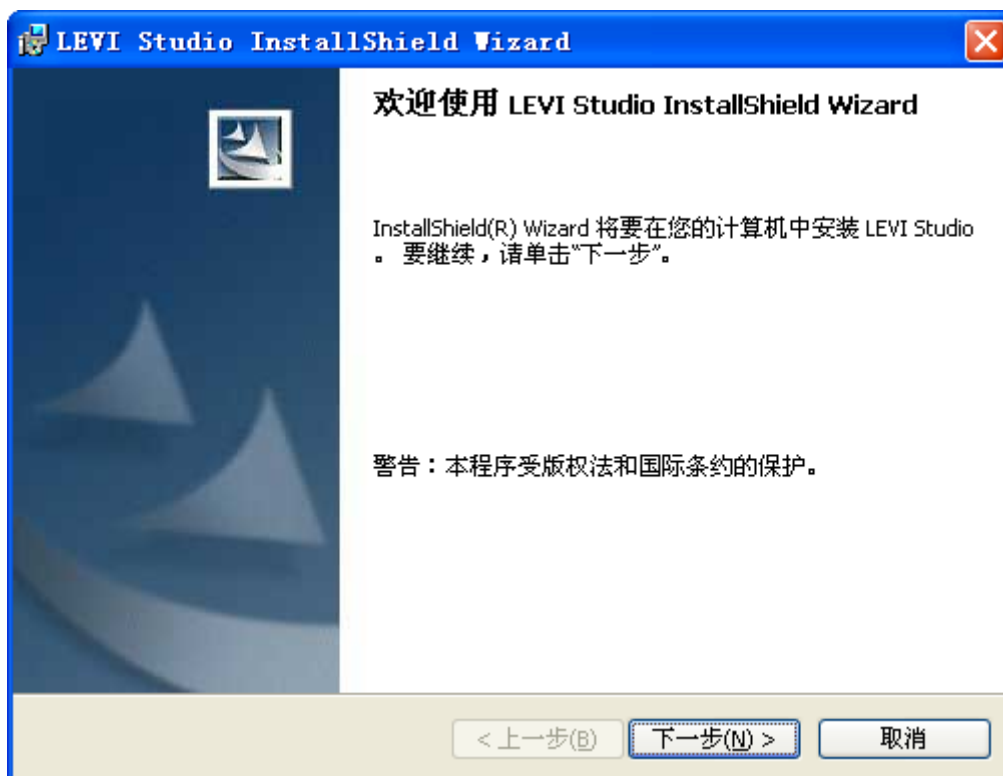 LEVI Studio InstallShield Wizard
欢迎使用 LEVI Studio InstallShield Wizard
InstallShield(R) Wizard 将要在您的计算机中安装 LEVI Studio
。 要继续，请单击“下一步”。
警告：本程序受版权法和国际条约的保护。
< 上一步(B) 下一步(N) > 取消